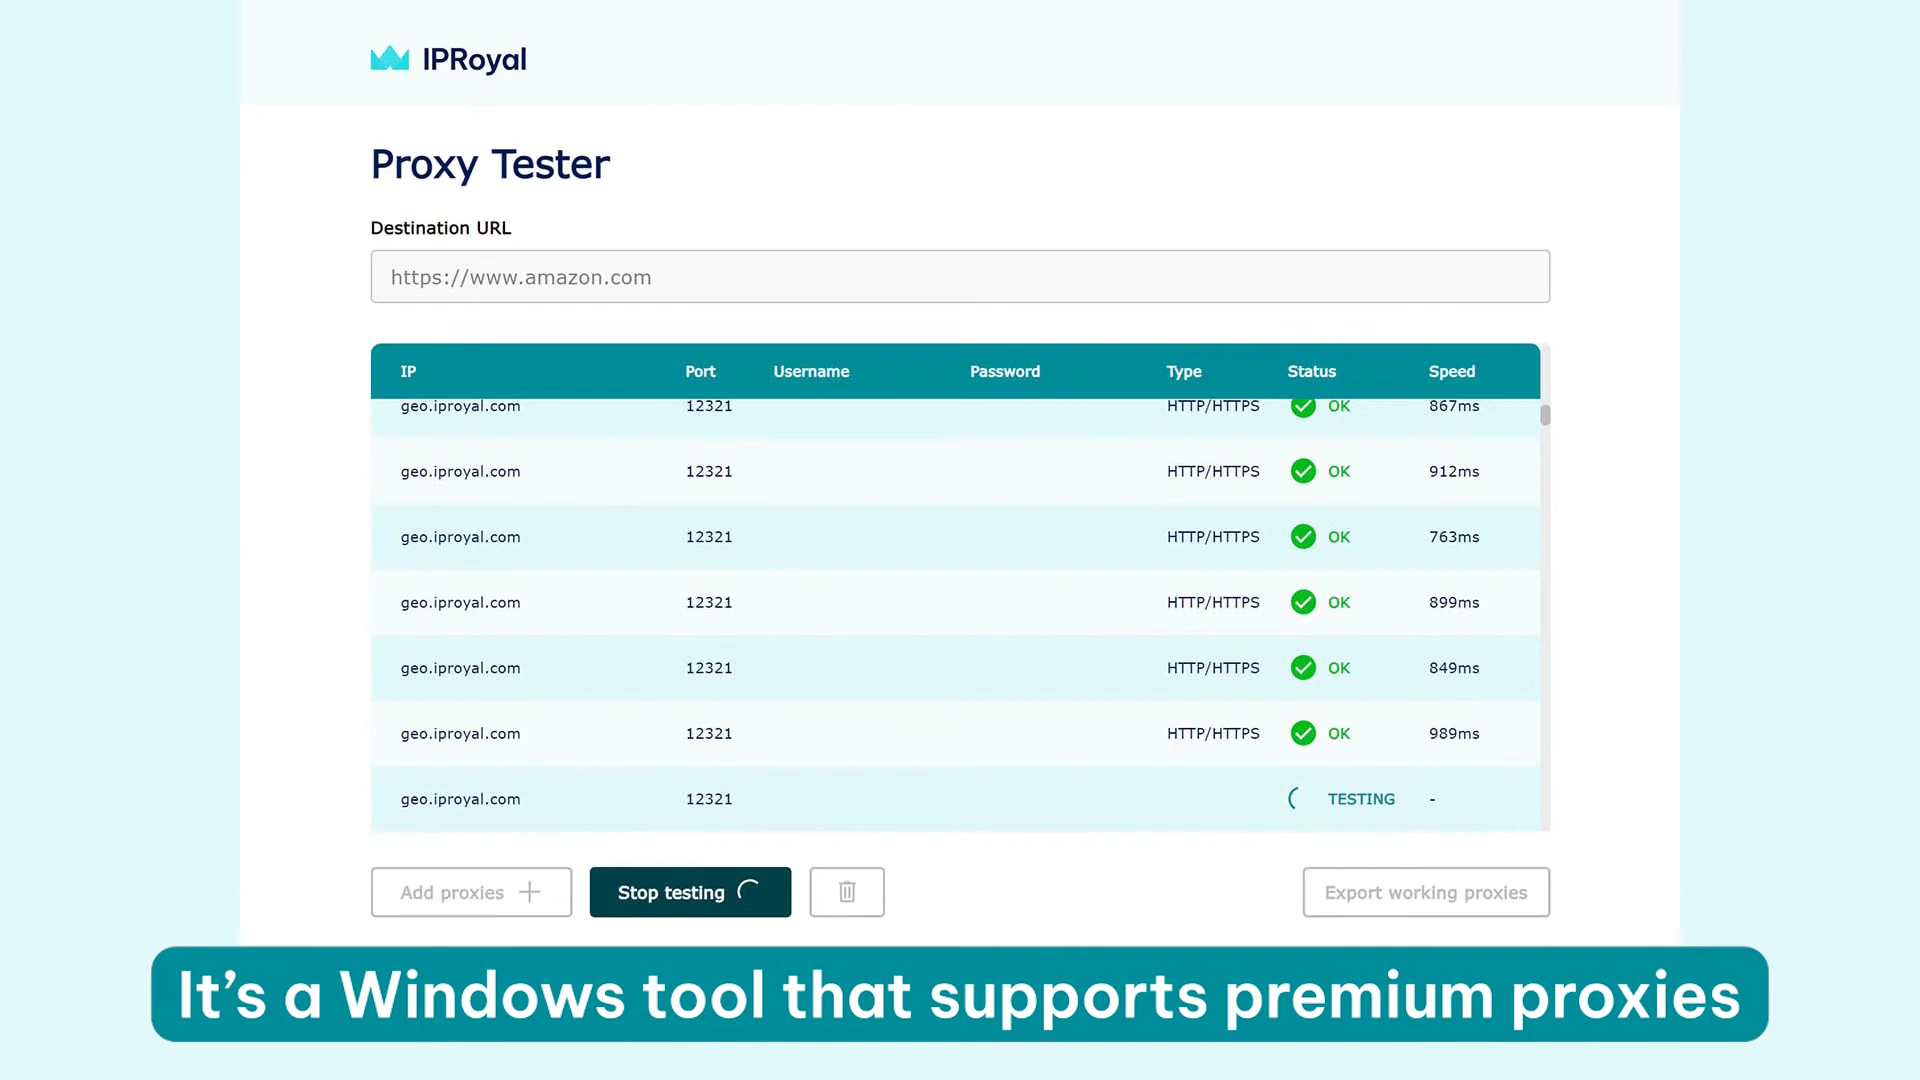 IPRoyal
Proxy Tester
Destination URL
https://www.amazon.com
IP Port Username Password Type Status Speed
geo.iproyal.com 12321 HTTP/HTTPS OK 867ms
geo.iproyal.com 12321 HTTP/HTTPS OK 912ms
geo.iproyal.com 12321 HTTP/HTTPS OK 763ms
geo.iproyal.com 12321 HTTP/HTTPS OK 899ms
geo.iproyal.com 12321 HTTP/HTTPS OK 849ms
geo.iproyal.com 12321 HTTP/HTTPS OK 989ms
geo.iproyal.com 12321 TESTING -
Add proxies Stop testing Export working proxies
It's a Windows tool that supports premium proxies